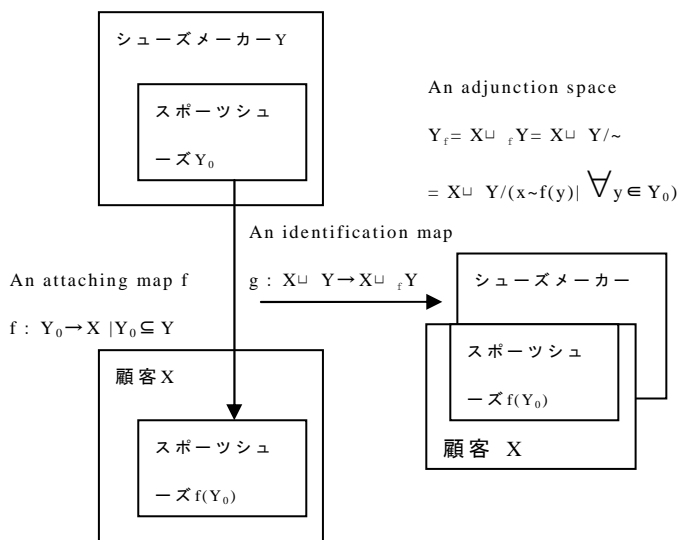 シューズメーカーY
スポーツシュ
ーズY₀
An adjunction space
Y_f= X⊔ _fY= X⊔ Y/~
= X⊔ Y/(x~f(y)| ∀y∈Y₀)
An identification map
g : X⊔ Y→X⊔ _fY
An attaching map f
f : Y₀→X |Y₀⊆Y
シューズメーカー
スポーツシュ
ーズf(Y₀)
顧客 X
顧客X
スポーツシュ
ーズf(Y₀)